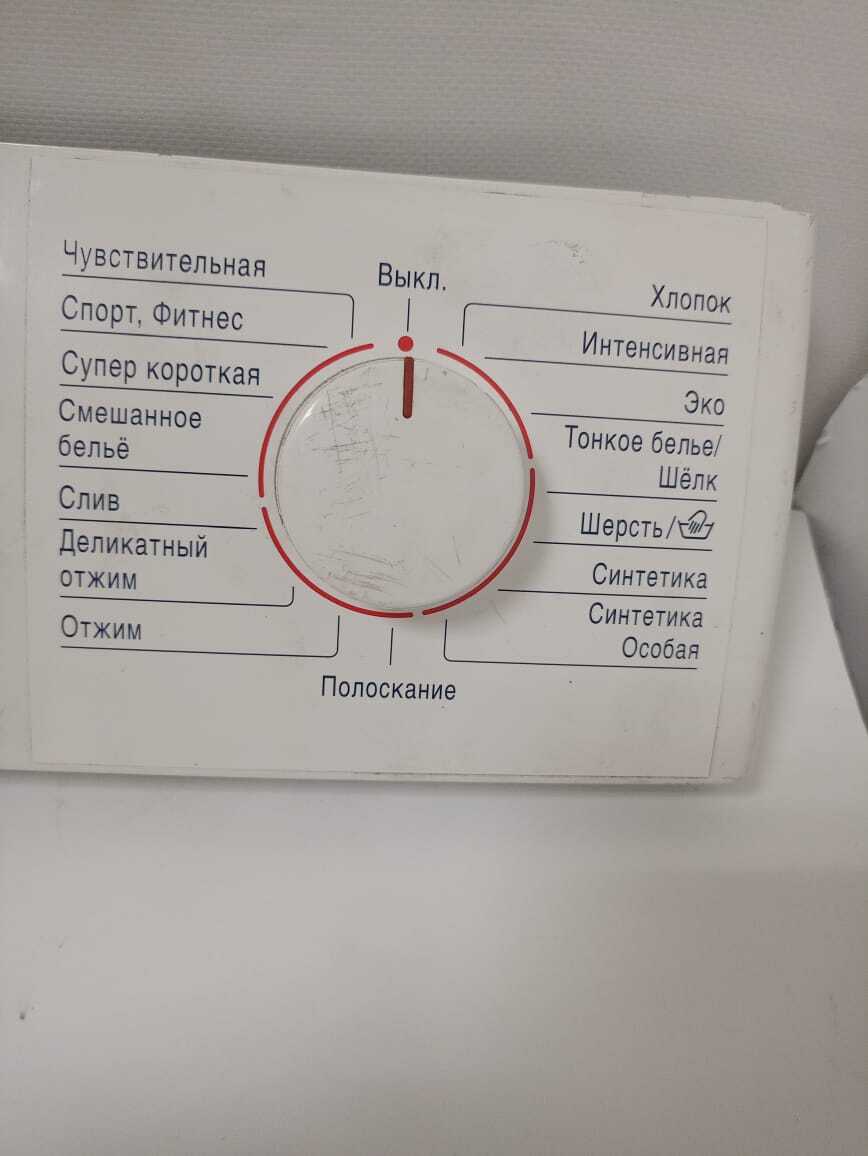 Выкл.
Хлопок
Интенсивная
Эко
Тонкое белье/
Шёлк
Шерсть/
Синтетика
Синтетика
Особая
Полоскание
Отжим
Деликатный
отжим
Слив
Смешанное
бельё
Супер короткая
Спорт, Фитнес
Чувствительная